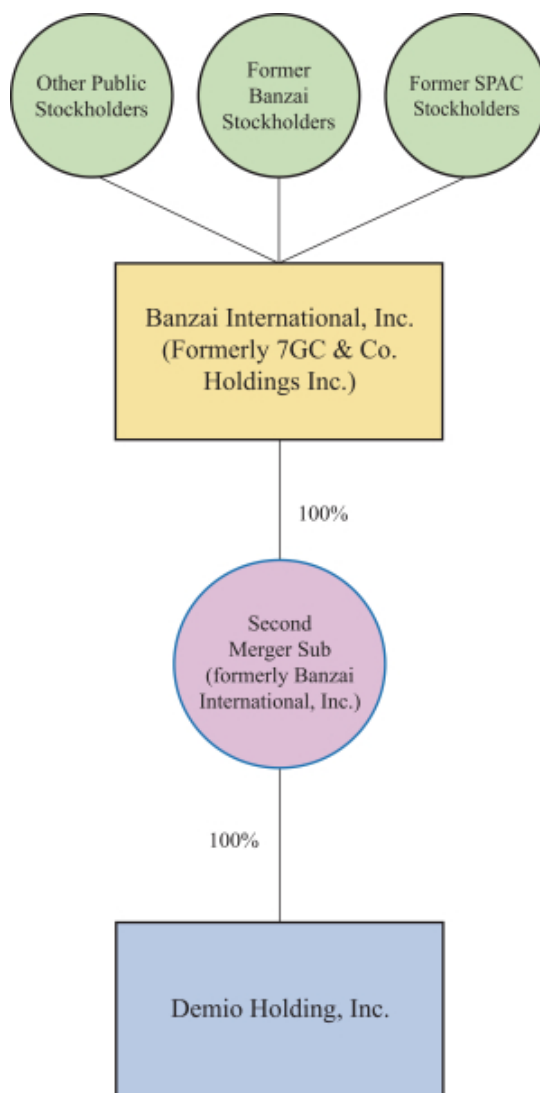 Other Public
Stockholders
Former
Banzai
Stockholders
Former SPAC
Stockholders
Banzai International, Inc.
(Formerly 7GC & Co.
Holdings Inc.)
100%
Second
Merger Sub
(formerly Banzai
International, Inc.)
100%
Demio Holding, Inc.